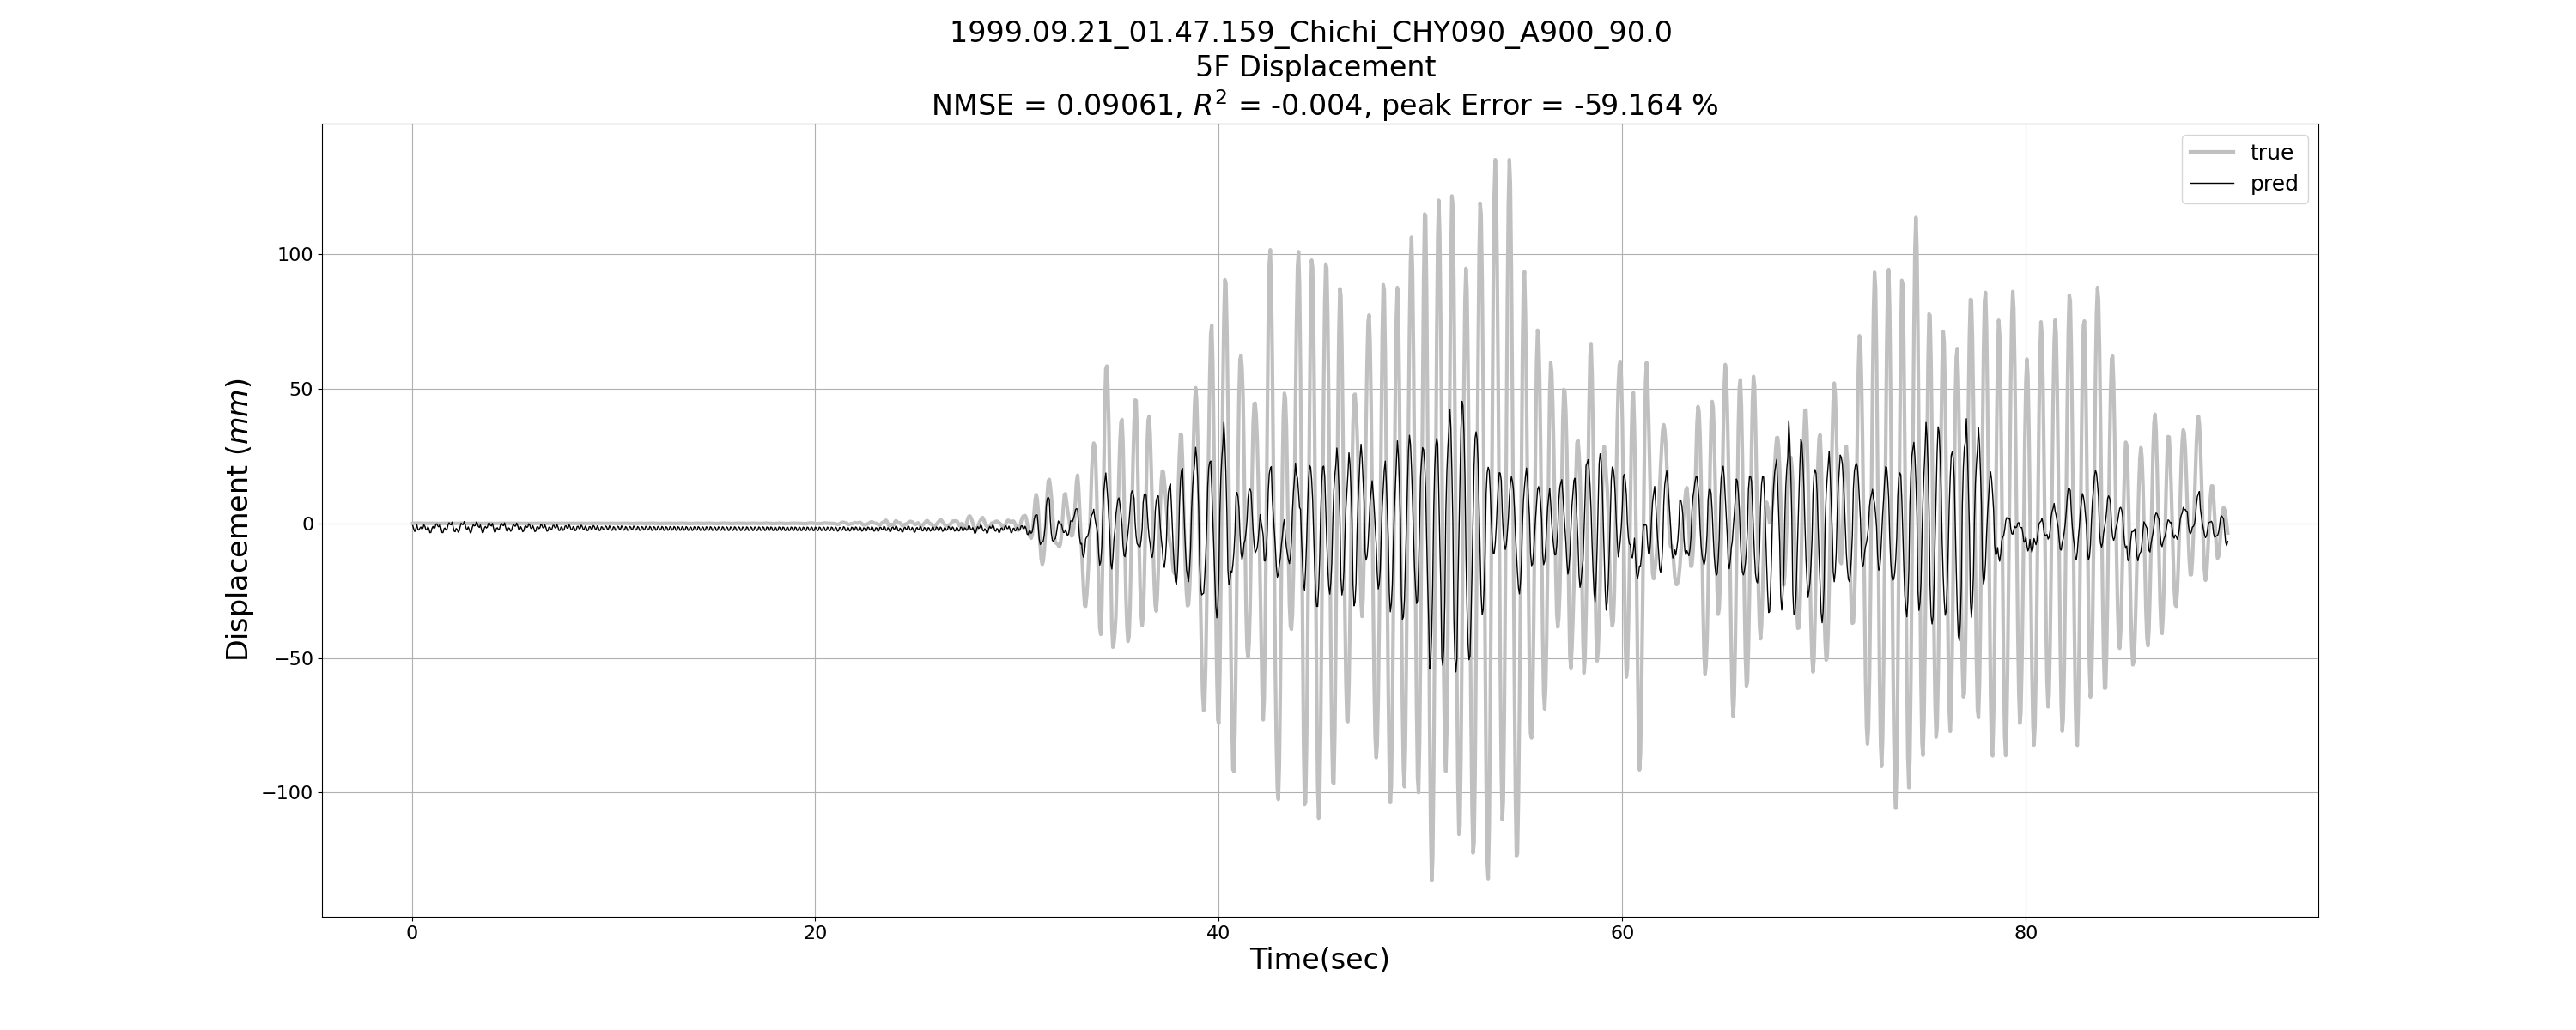 1999.09.21_01.47.159_Chichi_CHY090_A900_90.0
5F Displacement
NMSE = 0.09061, R² = -0.004, peak Error = -59.164 %
true
pred
Displacement (mm)
100
50
0
−50
−100
0 20 40 60 80
Time(sec)